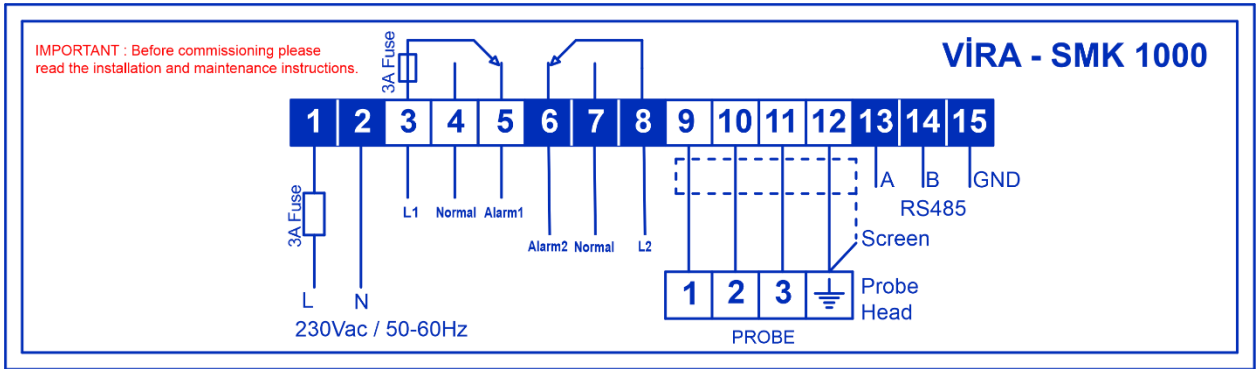 IMPORTANT : Before commissioning please
read the installation and maintenance instructions.
3A Fuse
VİRA - SMK 1000
1 2 3 4 5 6 7 8 9 10 11 12 13 14 15
3A Fuse
L1 Normal Alarm1
Alarm2 Normal L2
A B GND
RS485
Screen
L N
230Vac / 50-60Hz
1 2 3
Probe
Head
PROBE